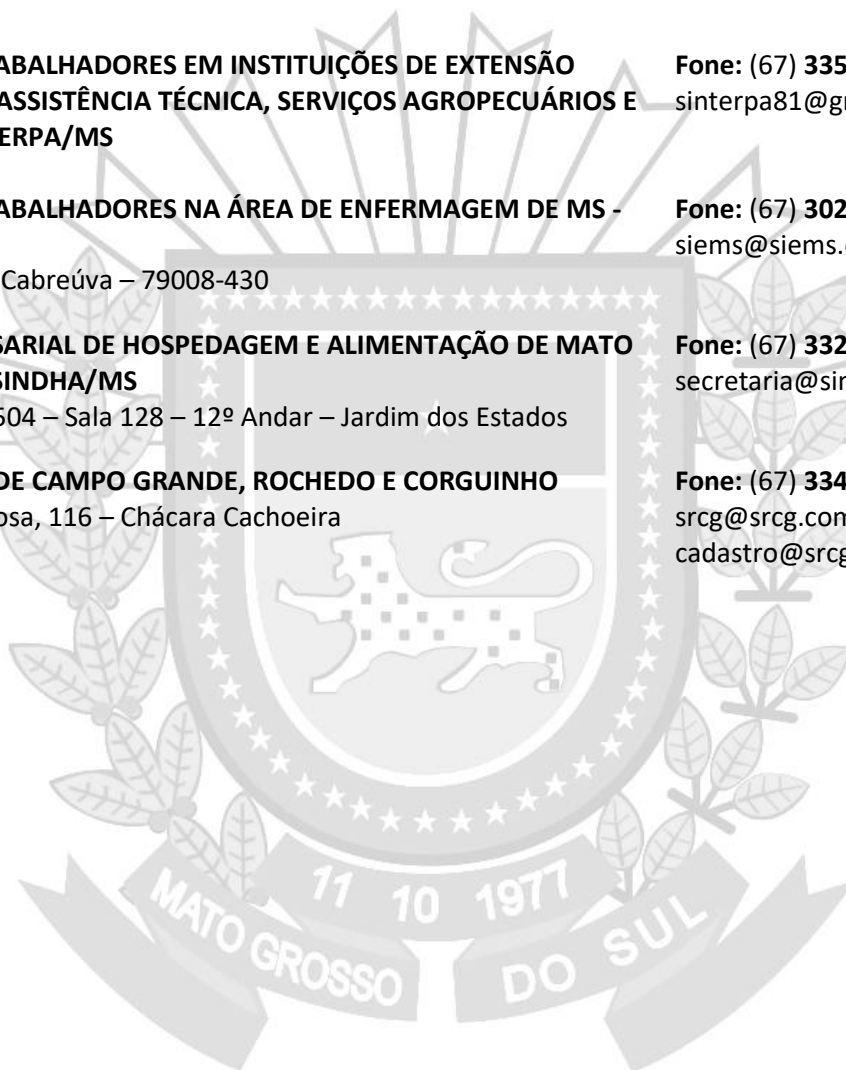 ABALHADORES EM INSTITUIÇÕES DE EXTENSÃO
ASSISTÊNCIA TÉCNICA, SERVIÇOS AGROPECUÁRIOS E
ERPA/MS
Fone: (67) 335
sinterpa81@g
ABALHADORES NA ÁREA DE ENFERMAGEM DE MS -
Cabreúva – 79008-430
Fone: (67) 302
siems@siems.
SARIAL DE HOSPEDAGEM E ALIMENTAÇÃO DE MATO
SINDHA/MS
504 – Sala 128 – 12º Andar – Jardim dos Estados
Fone: (67) 332
secretaria@si
DE CAMPO GRANDE, ROCHEDO E CORGUINHO
osa, 116 – Chácara Cachoeira
Fone: (67) 334
srcg@srcg.com
cadastro@srcg
11 10 1977
MATO GROSSO DO SUL